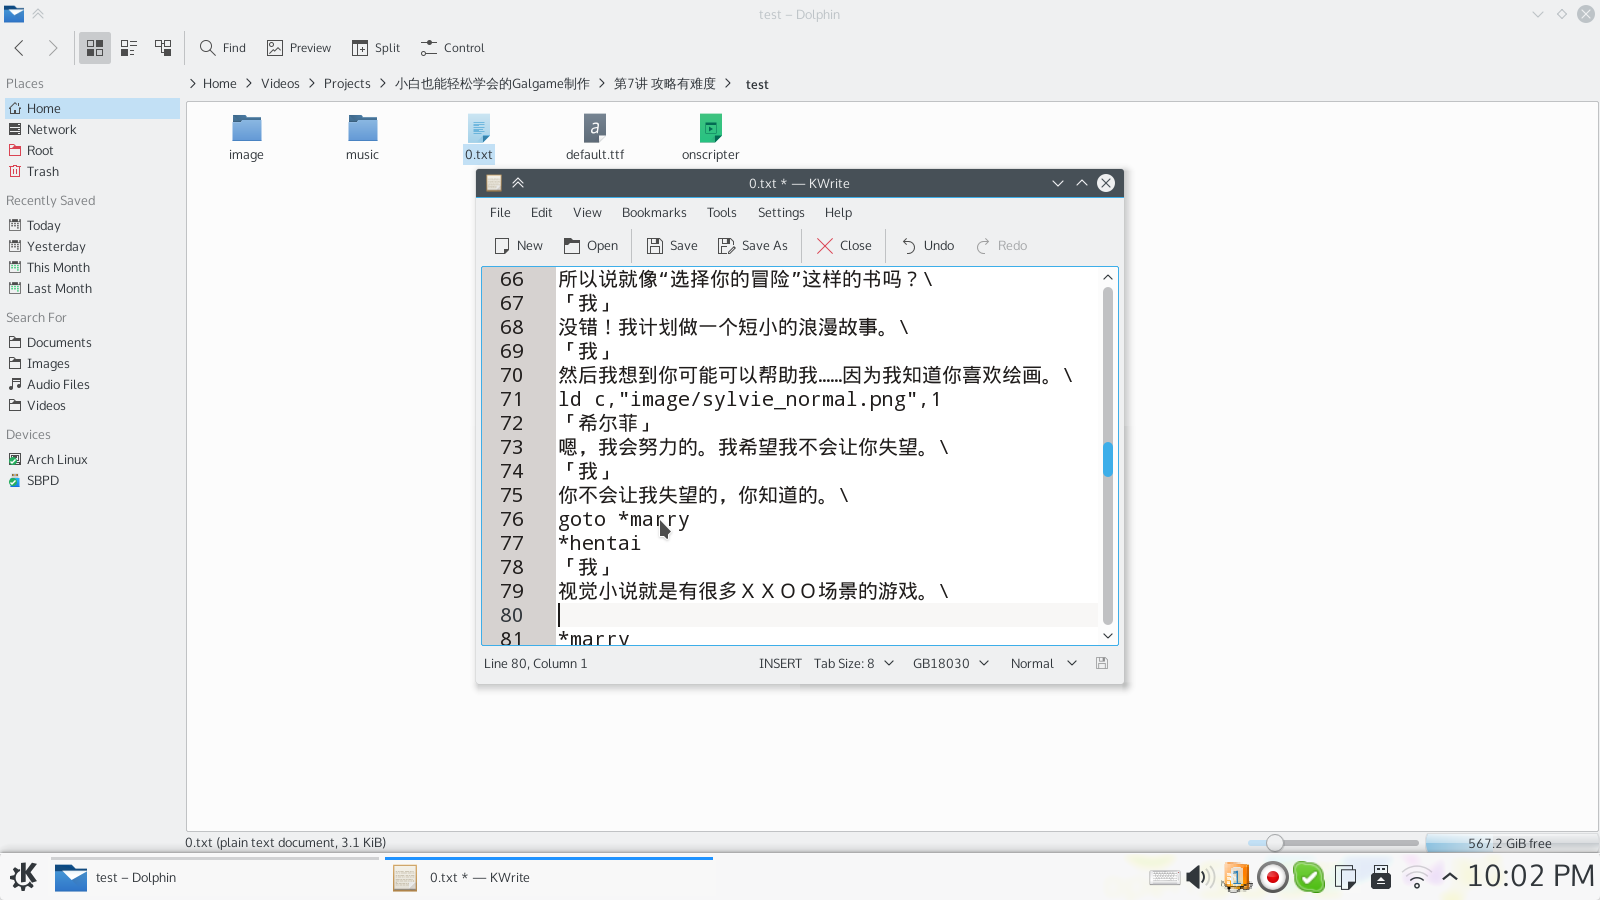 test – Dolphin
Find
Preview
Split
Control
Places
Home
Network
Root
Trash
Recently Saved
Today
Yesterday
This Month
Last Month
Search For
Documents
Images
Audio Files
Videos
Devices
Arch Linux
SBPD
Home
Videos
Projects
小白也能轻松学会的Galgame制作
第7讲 攻略有难度
test
image
music
0.txt
default.ttf
onscripter
0.txt * — KWrite
File Edit View Bookmarks Tools Settings Help
New Open Save Save As Close Undo Redo
66 所以说就像“选择你的冒险”这样的书吗？\
67 「我」
68 没错！我计划做一个短小的浪漫故事。\
69 「我」
70 然后我想到你可能可以帮助我……因为我知道你喜欢绘画。\
71 ld c,"image/sylvie_normal.png",1
72 「希尔菲」
73 嗯，我会努力的。我希望我不会让你失望。\
74 「我」
75 你不会让我失望的，你知道的。\
76 goto *marry
77 *hentai
78 「我」
79 视觉小说就是有很多ＸＸＯＯ场景的游戏。\
80
81 *marry
Line 80, Column 1
INSERT Tab Size: 8 GB18030 Normal
0.txt (plain text document, 3.1 KiB)
567.2 GiB free
test – Dolphin
0.txt * — KWrite
1
10:02 PM